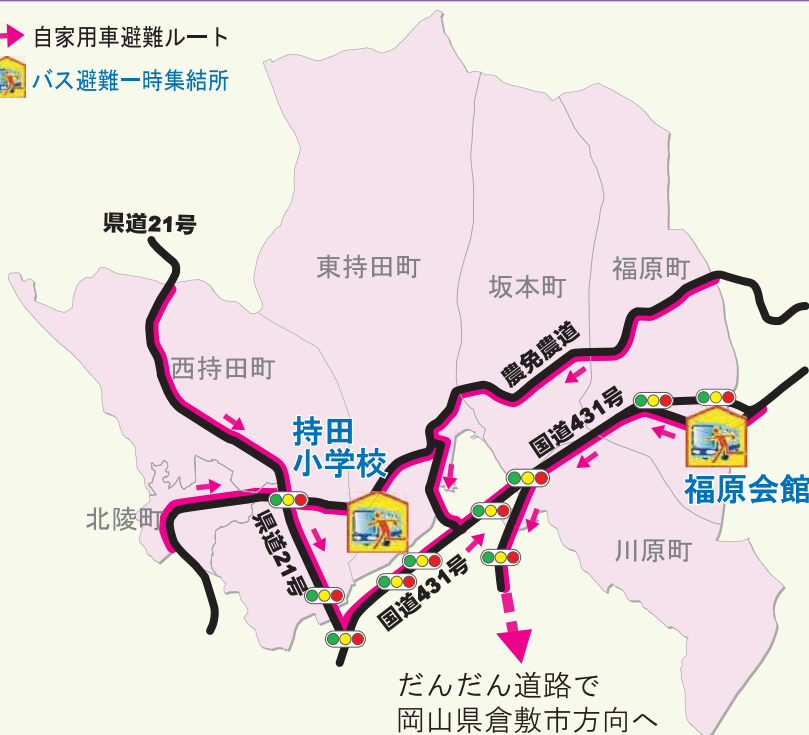 自家用車避難ルート
バス避難一時集結所
県道21号
東持田町
坂本町
福原町
西持田町
農免農道
国道431号
持田
小学校
福原会館
北陵町
県道21号
国道431号
川原町
だんだん道路で
岡山県倉敷市方向へ